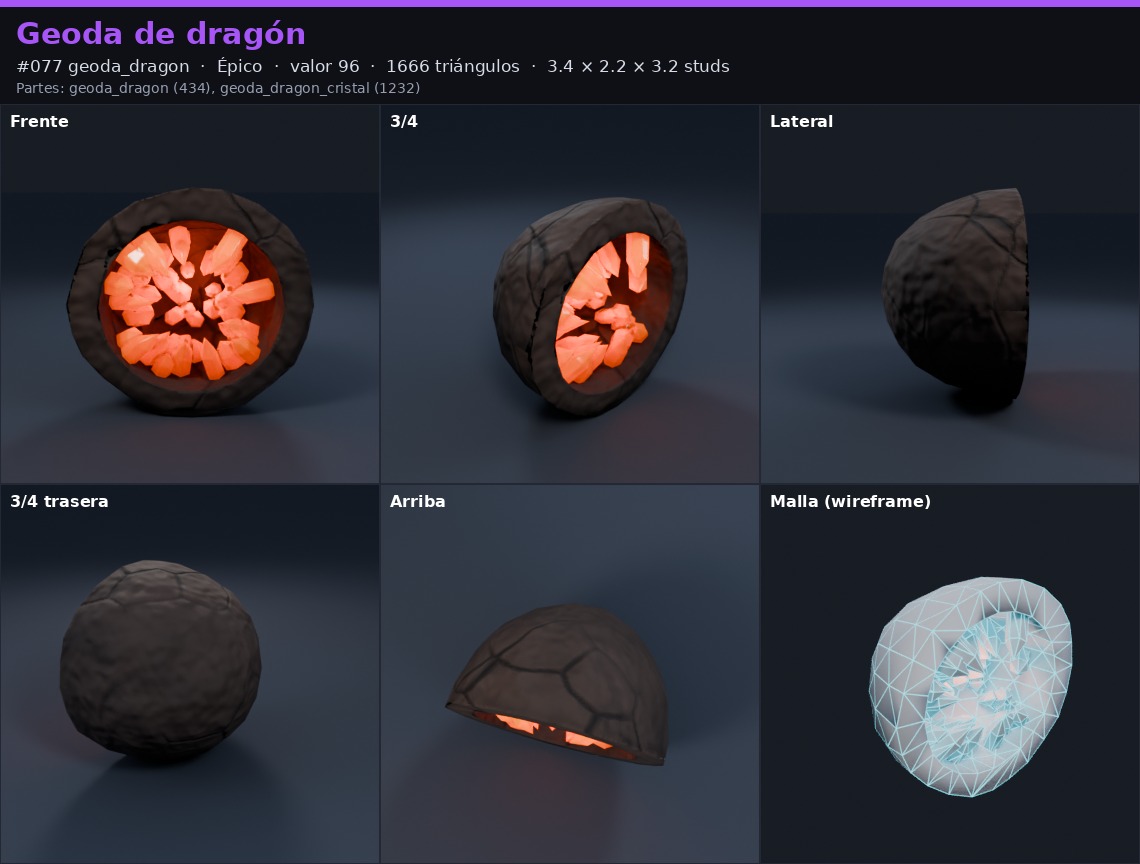 Geoda de dragón
#077 geoda_dragon · Épico · valor 96 · 1666 triángulos · 3.4 × 2.2 × 3.2 studs
Partes: geoda_dragon (434), geoda_dragon_cristal (1232)
Frente
3/4
Lateral
3/4 trasera
Arriba
Malla (wireframe)